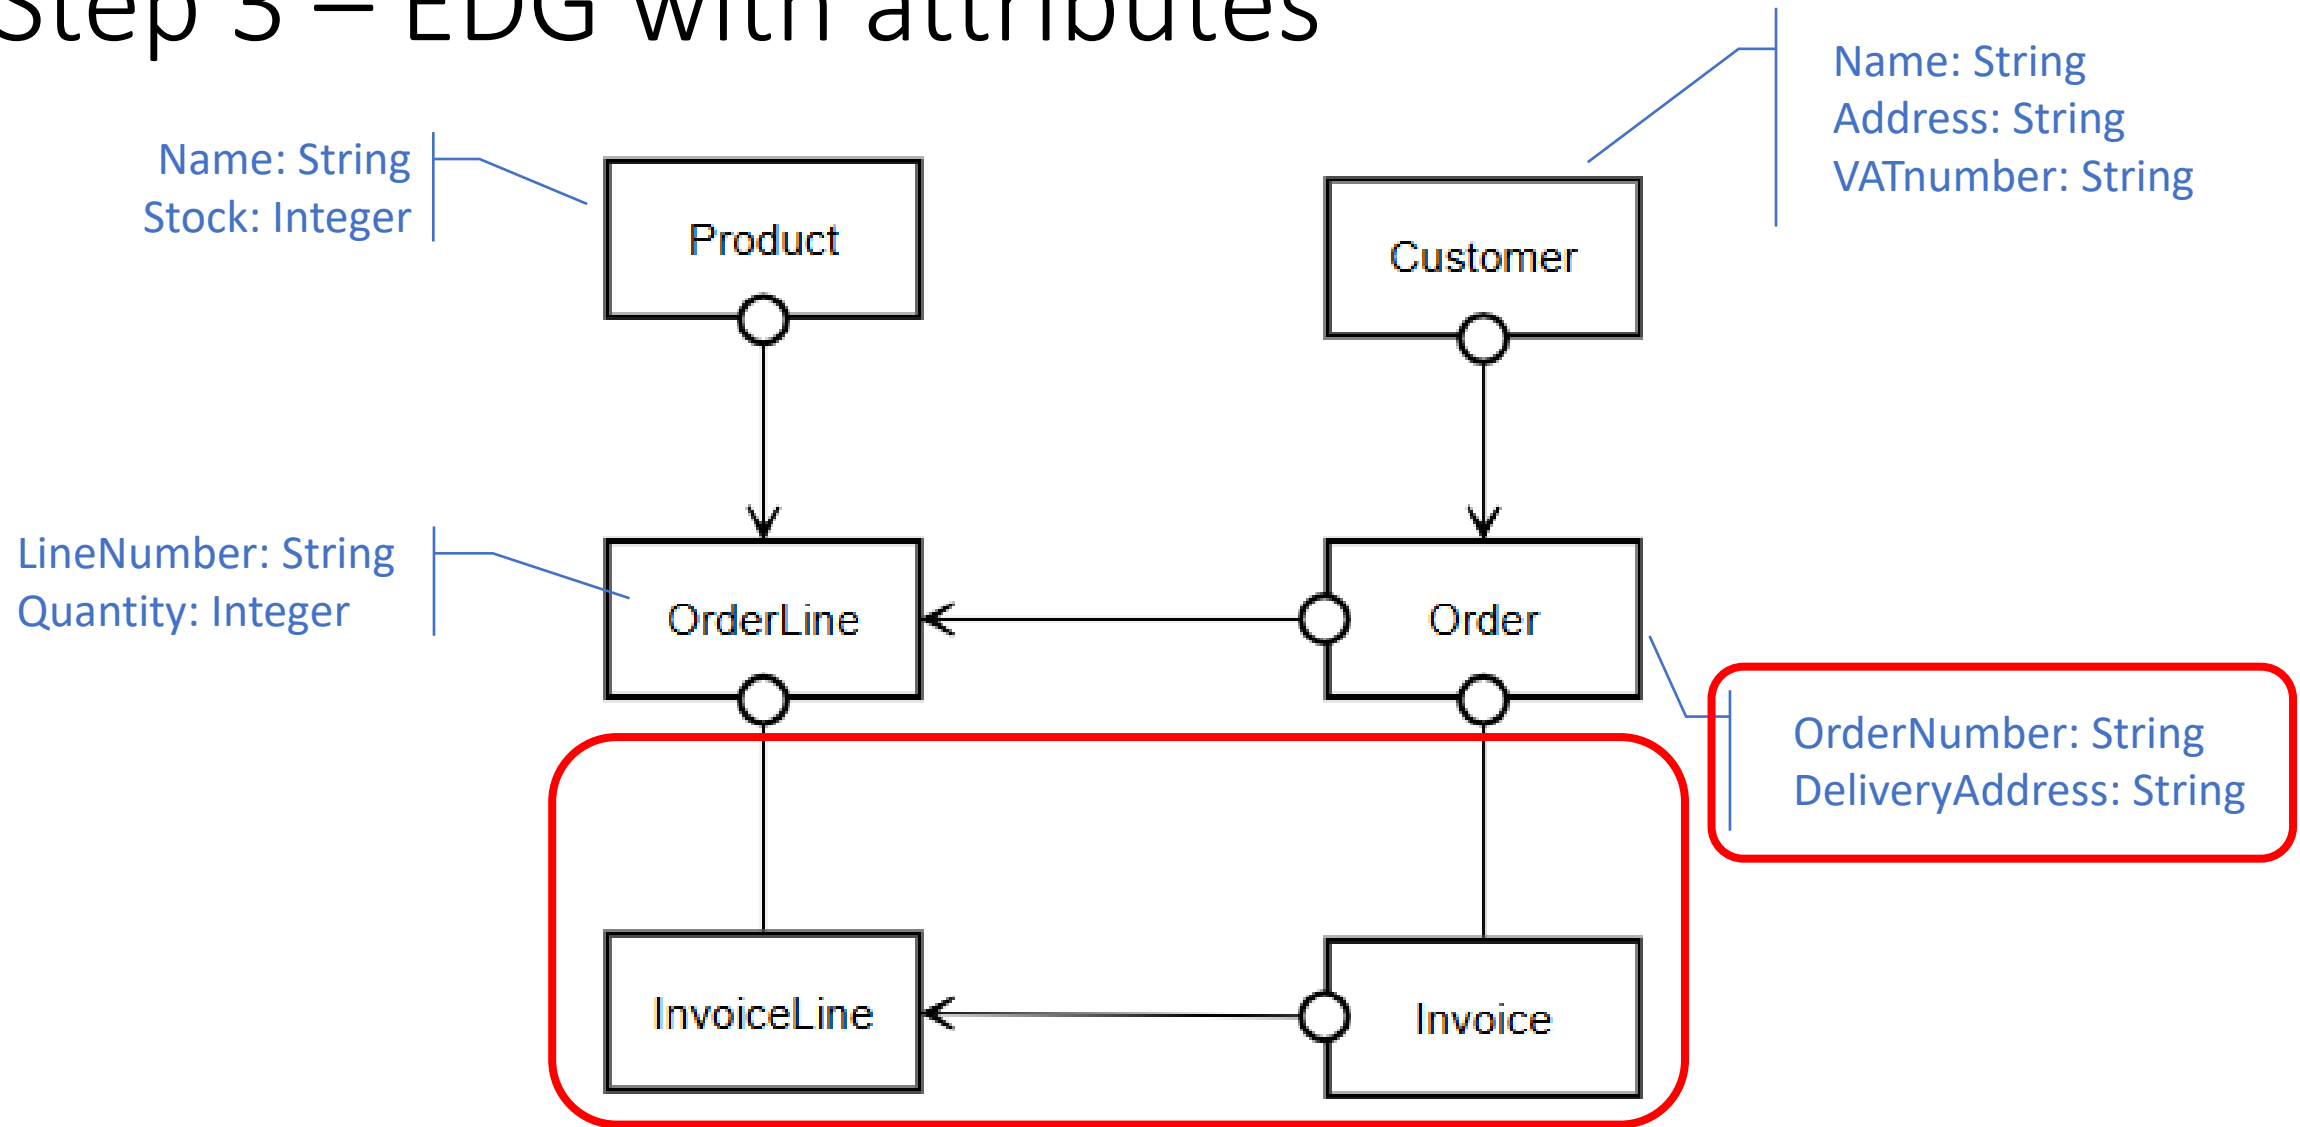 Step 3 – EDG with attributes
Name: String
Address: String
VATnumber: String
Name: String
Stock: Integer
Product
Customer
LineNumber: String
Quantity: Integer
OrderLine
Order
OrderNumber: String
DeliveryAddress: String
InvoiceLine
Invoice